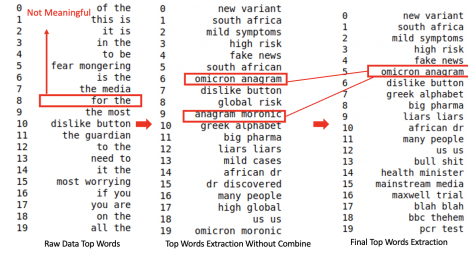 0 of the
Not Meaningful
1 this is
2 it is
3 in the
4 to be
5 fear mongering
6 is the
7 the media
8 for the
9 the most
10 dislike button
11 the guardian
12 to the
13 need to
14 it the
15 most worrying
16 if you
17 you are
18 on the
19 all the
Raw Data Top Words
0 new variant
1 south africa
2 mild symptoms
3 high risk
4 fake news
5 south african
6 omicron anagram
7 dislike button
8 global risk
9 anagram moronic
10 greek alphabet
11 big pharma
12 liars liars
13 mild cases
14 african dr
15 dr discovered
16 many people
17 high global
18 us us
19 omicron moronic
Top Words Extraction Without Combine
0 new variant
1 south africa
2 mild symptoms
3 high risk
4 fake news
5 omicron anagram
6 dislike button
7 greek alphabet
8 big pharma
9 liars liars
10 african dr
11 many people
12 us us
13 bull shit
14 health minister
15 mainstream media
16 maxwell trial
17 blah blah
18 bbc thehem
19 pcr test
Final Top Words Extraction